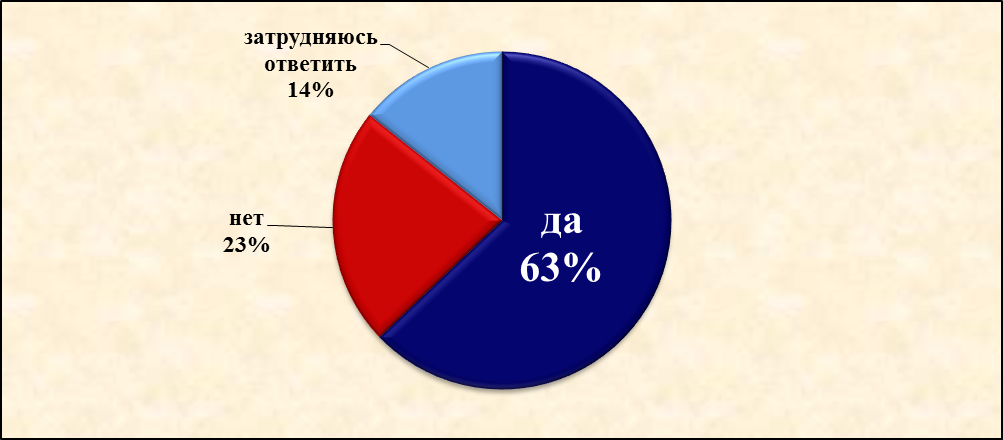 затрудняюсь
ответить
14%
нет
23%
да
63%